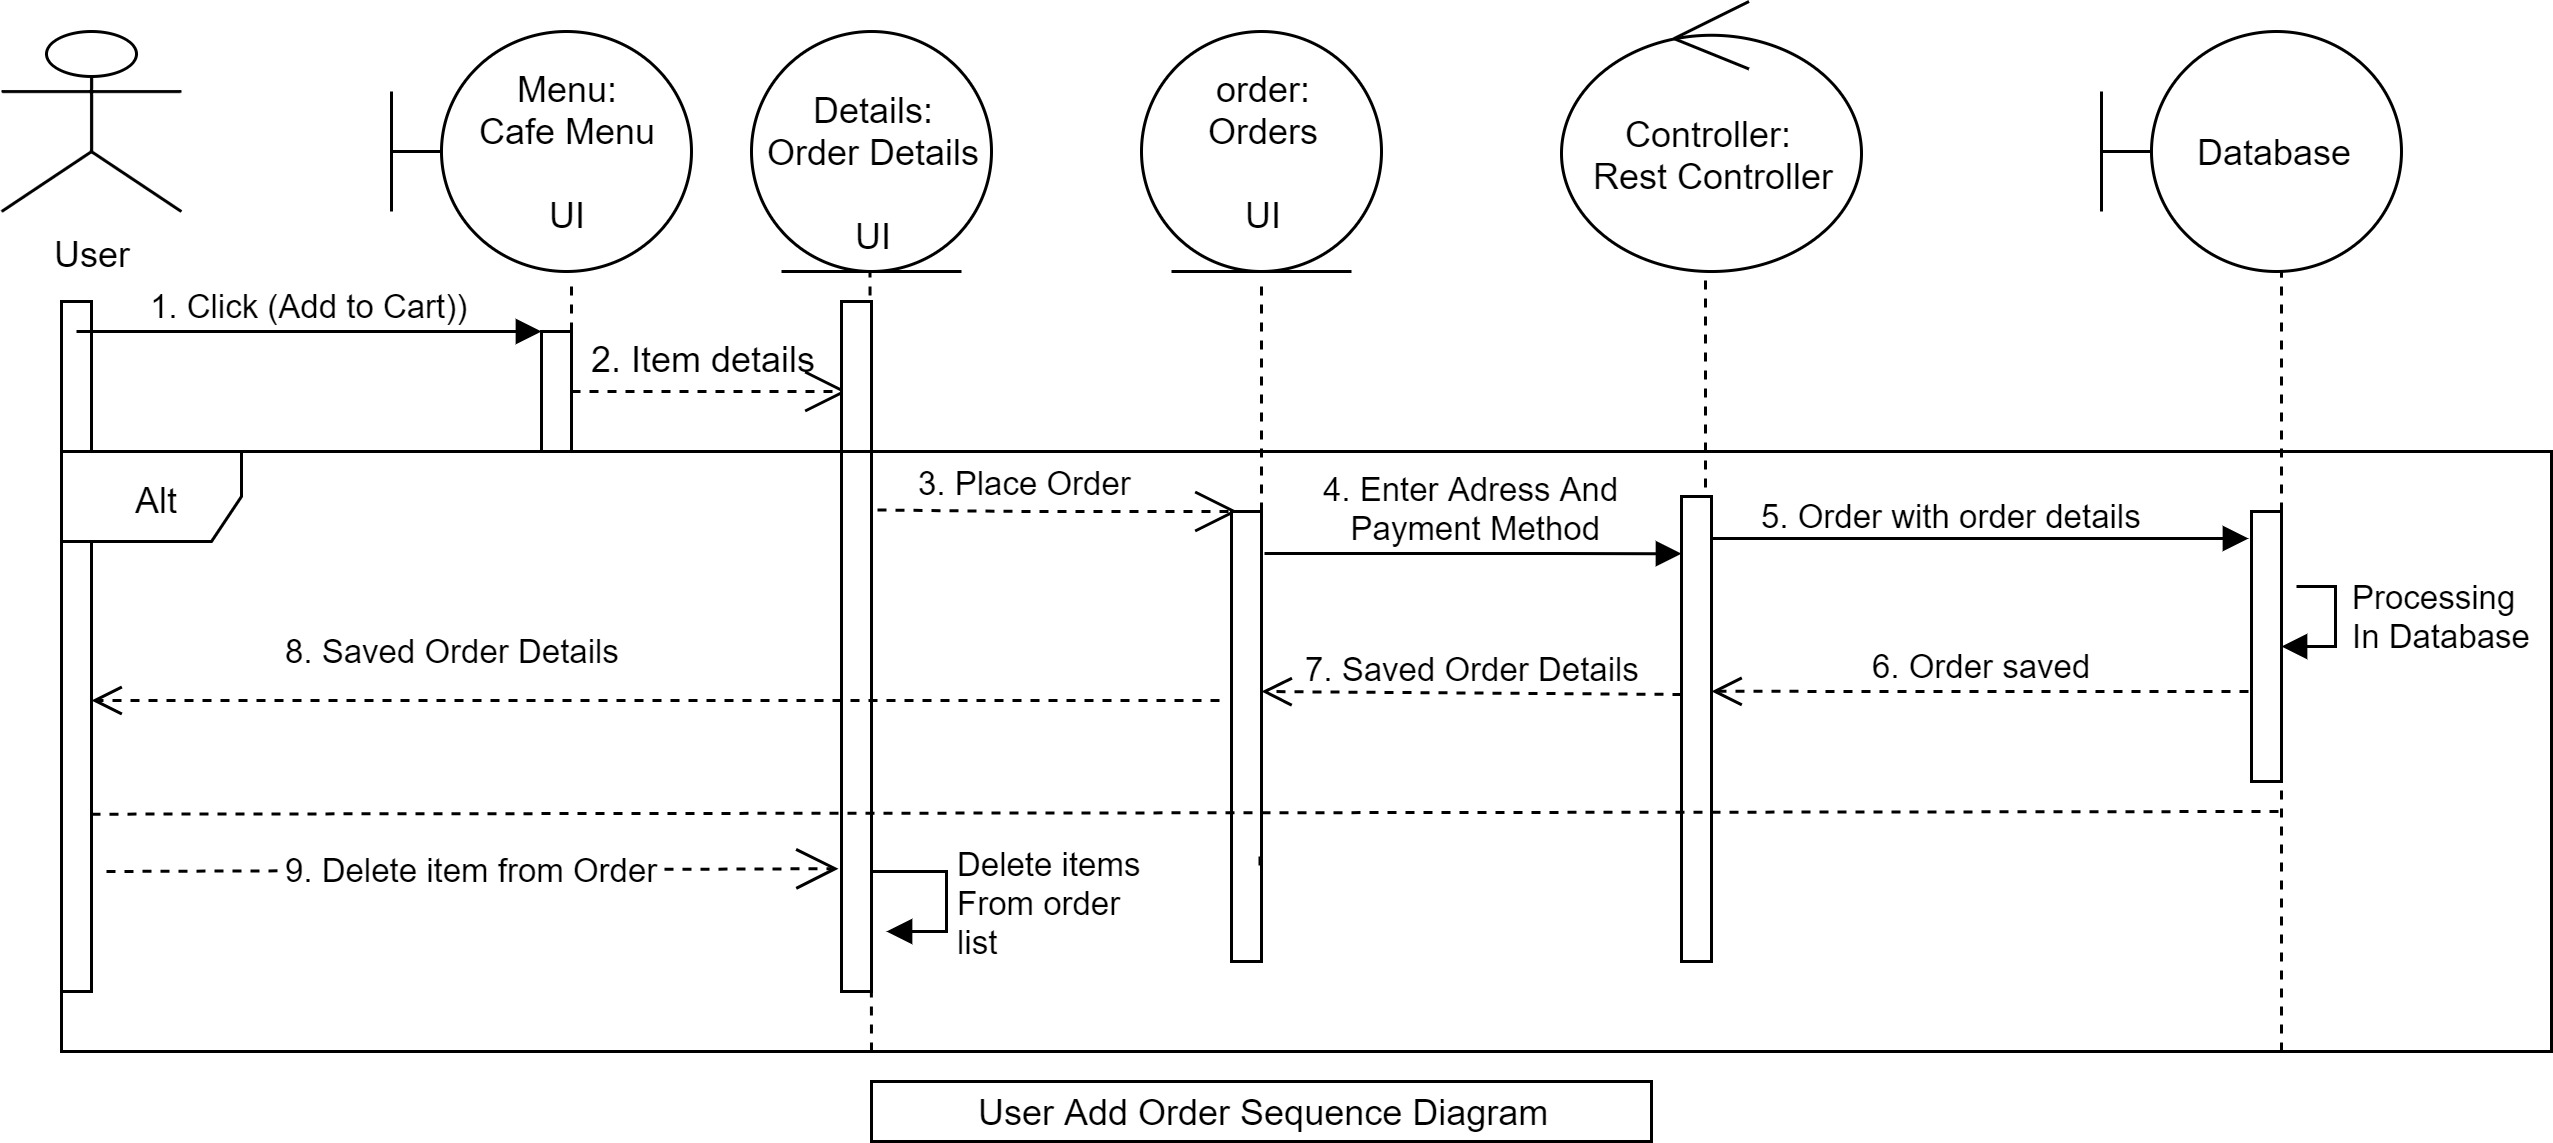 Menu:
Cafe Menu
UI
Details:
Order Details
UI
order:
Orders
UI
Controller:
Rest Controller
Database
User
1. Click (Add to Cart))
2. Item details
Alt
3. Place Order
4. Enter Adress And
Payment Method
5. Order with order details
Processing
In Database
8. Saved Order Details
7. Saved Order Details
6. Order saved
9. Delete item from Order
Delete items
From order
list
User Add Order Sequence Diagram